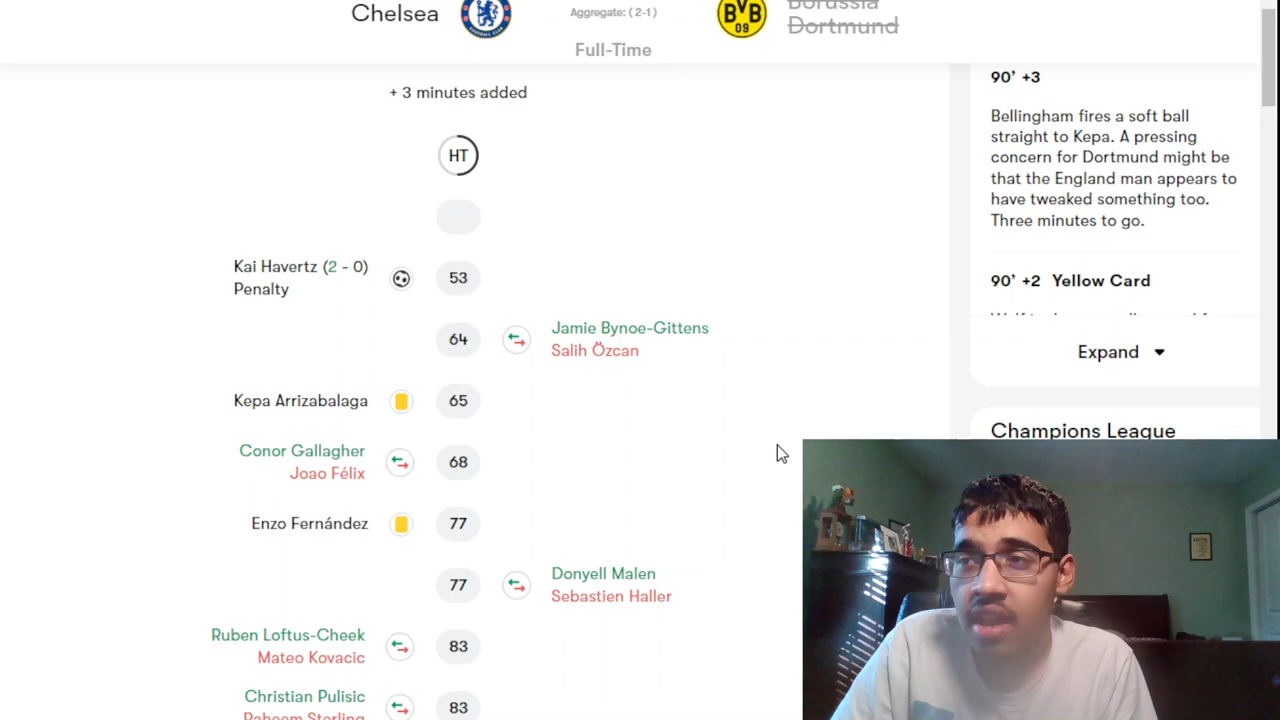 Chelsea
Aggregate: ( 2-1 )
BVB
09
Borussia
Dortmund
Full-Time
+ 3 minutes added
HT
Kai Havertz (2 - 0)
Penalty
53
64
Jamie Bynoe-Gittens
Salih Özcan
Kepa Arrizabalaga
65
Conor Gallagher
Joao Félix
68
Enzo Fernández
77
77
Donyell Malen
Sebastien Haller
Ruben Loftus-Cheek
Mateo Kovacic
83
Christian Pulisic
Raheem Sterling
83
90’ +3
Bellingham fires a soft ball
straight to Kepa. A pressing
concern for Dortmund might be
that the England man appears to
have tweaked something too.
Three minutes to go.
90’ +2 Yellow Card
Expand
Champions League